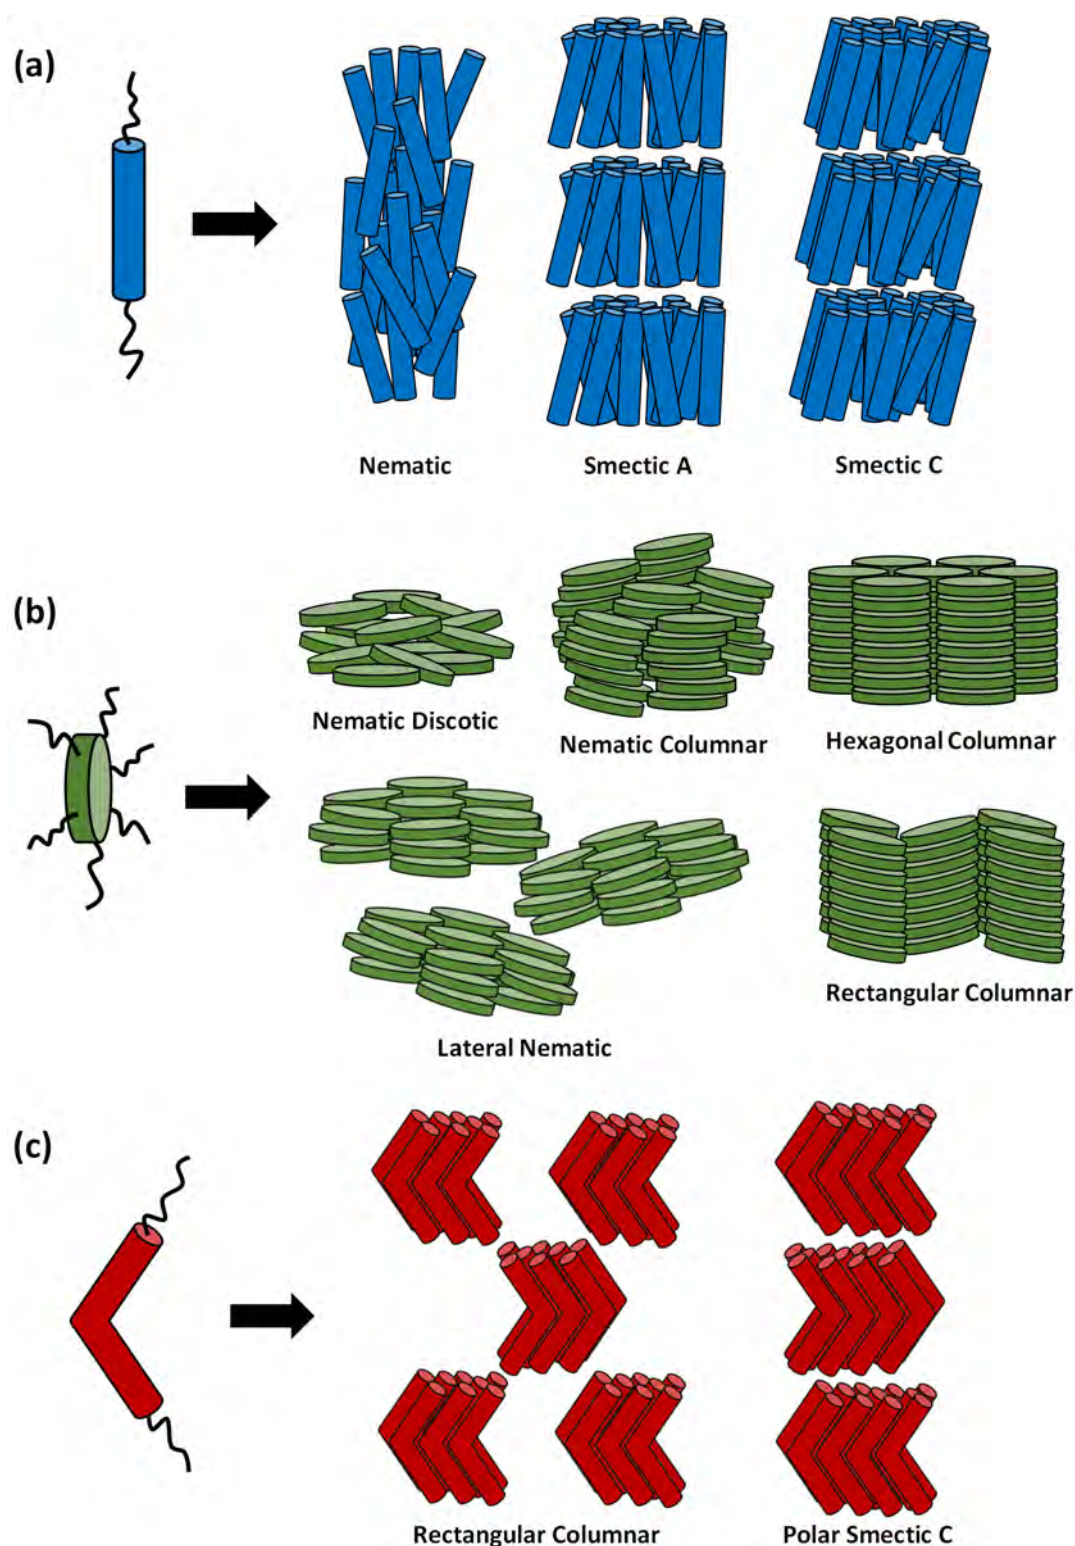 (a)
Nematic
Smectic A
Smectic C
(b)
Nematic Discotic
Nematic Columnar
Hexagonal Columnar
Lateral Nematic
Rectangular Columnar
(c)
Rectangular Columnar
Polar Smectic C